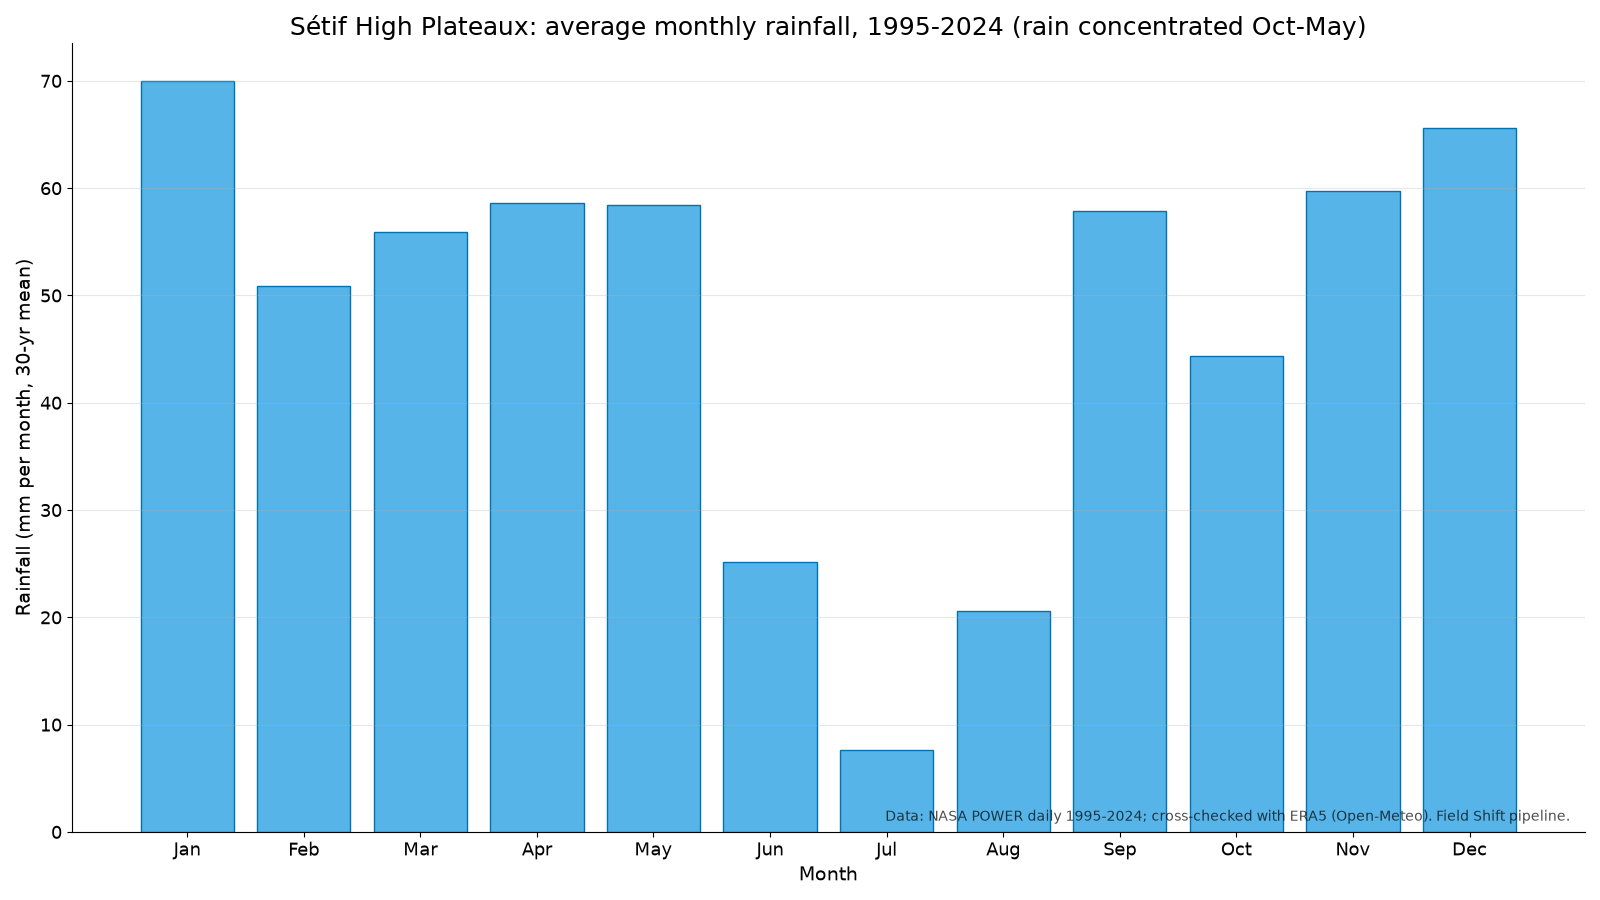 Sétif High Plateaux: average monthly rainfall, 1995-2024 (rain concentrated Oct-May)
Rainfall (mm per month, 30-yr mean)
70
60
50
40
30
20
10
0
Data: NASA POWER daily 1995-2024; cross-checked with ERA5 (Open-Meteo). Field Shift pipeline.
Jan Feb Mar Apr May Jun Jul Aug Sep Oct Nov Dec
Month